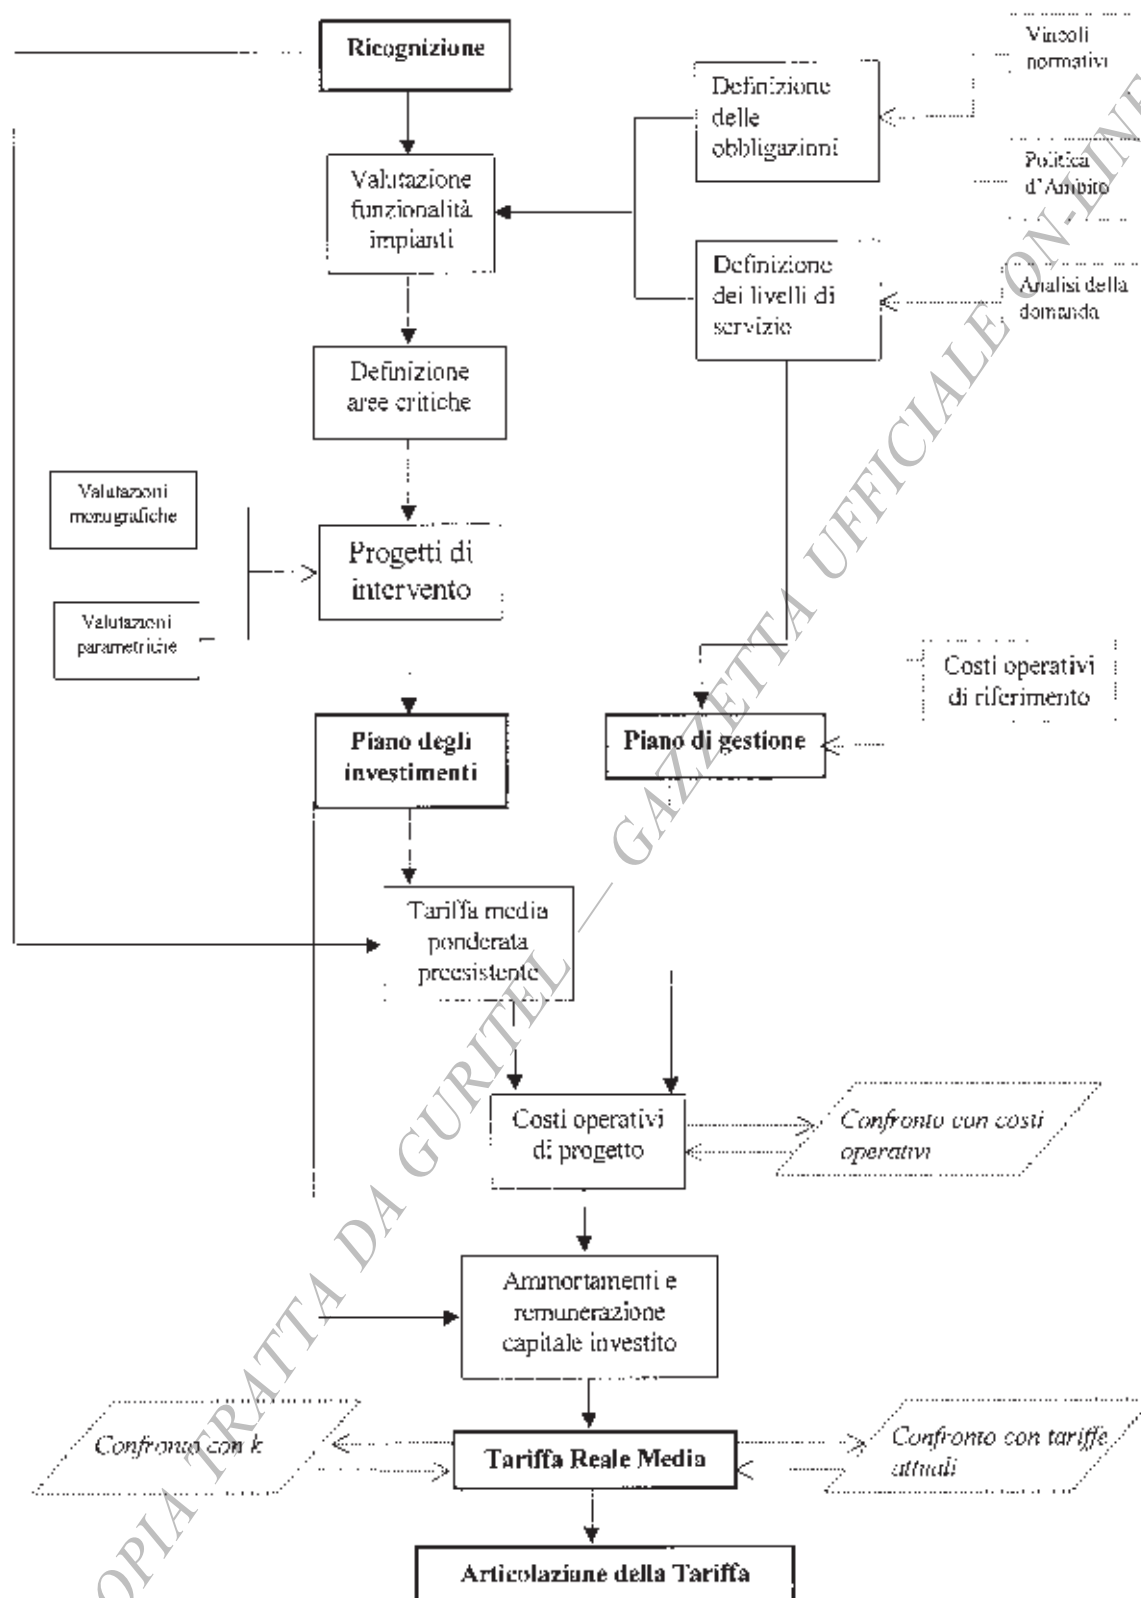 Ricognizione
Vincoli
normativi
Definizione
delle
obbligazioni
Politica
d'Ambito
Valutazione
funzionalità
impianti
Definizione
dei livelli di
servizio
Analisi della
domanda
Definizione
aree critiche
Valutazioni
monografiche
Progetti di
intervento
Valutazioni
parametriche
Costi operativi
di riferimento
Piano degli
investimenti
Piano di gestione
Tariffa media
ponderata
preesistente
Costi operativi
di progetto
Confronto con costi
operativi
Ammortamenti e
remunerazione
capitale investito
Confronto con k
Tariffa Reale Media
Confronto con tariffe
attuali
Articolazione della Tariffa
COPIA TRATTA DA GURITEL — GAZZETTA UFFICIALE ON-LINE